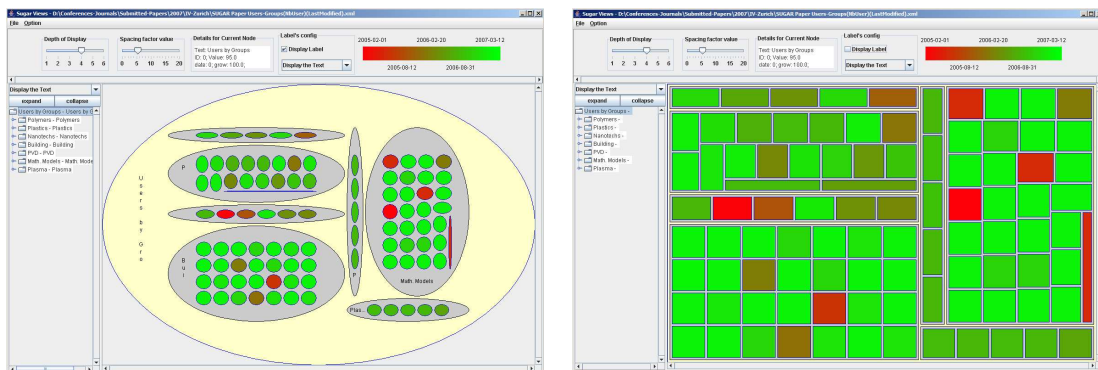 Sugar Views - D:\Conferences-Journals\Submitted-Papers\2007\IV-Zurich\SUGAR Paper Users-Groups(NbUser)(LastModified).xml
File Option
Depth of Display
1 2 3 4 5 6
Spacing factor value
0 5 10 15 20
Details for Current Node
Text: Users by Groups
ID: 0; Value: 95.0
data: 0; grow: 100.0;
Label's config
Display Label
Display the Text
2005-02-01 2006-02-20 2007-03-12
2005-08-12 2006-08-31
Display the Text
expand collapse
Users by Groups - Users by G
Polymers - Polymers
Plastics - Plastics
Nanotechs - Nanotechs
Building - Building
PVD - PVD
Math. Models - Math. Mode
Plasma - Plasma
Users by Gro
P
Bui
P
Math. Models
Plas..
Sugar Views - D:\Conferences-Journals\Submitted-Papers\2007\IV-Zurich\SUGAR Paper Users-Groups(NbUser)(LastModified).xml
File Option
Depth of Display
1 2 3 4 5 6
Spacing factor value
0 5 10 15 20
Details for Current Node
Text: Users by Groups
ID: 0; Value: 95.0
data: 0; grow: 100.0;
Label's config
Display Label
Display the Text
2005-02-01 2006-02-20 2007-03-12
2005-08-12 2006-08-31
Display the Text
expand collapse
Users by Groups -
Polymers -
Plastics -
Nanotechs -
Building -
PVD -
Math. Models -
Plasma -